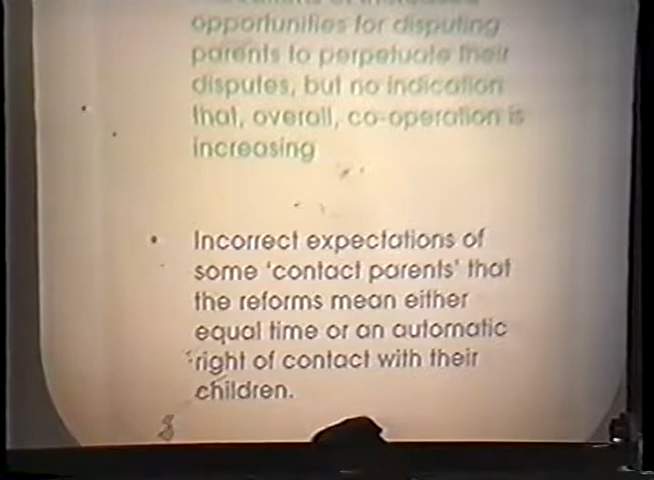 of increased
opportunities for disputing
parents to perpetuate their
disputes, but no indication
that, overall, co-operation is
increasing
• Incorrect expectations of
some 'contact parents' that
the reforms mean either
equal time or an automatic
right of contact with their
children.